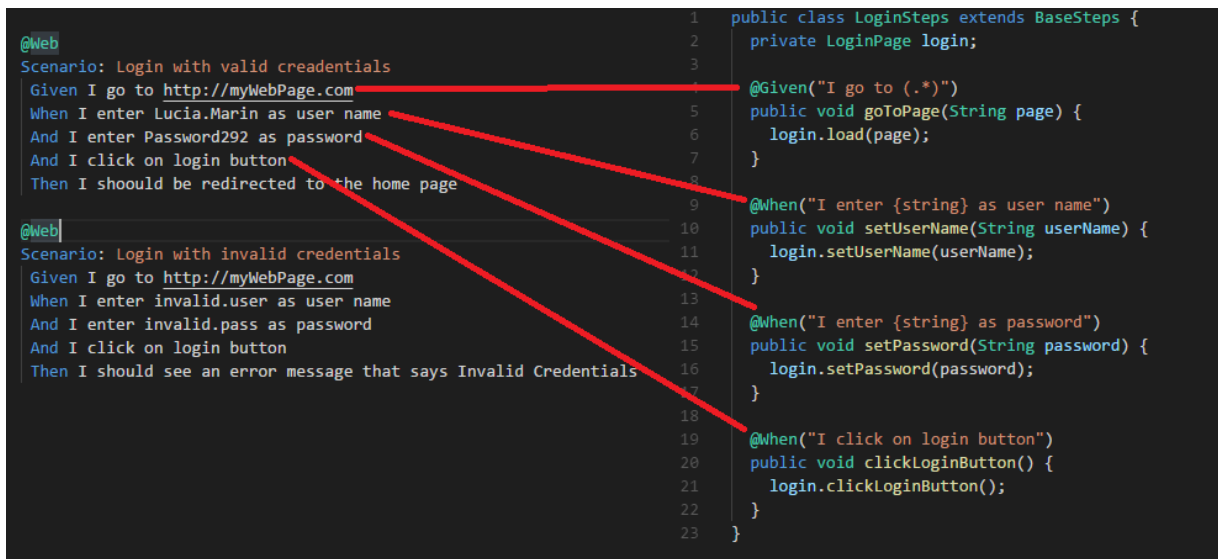 @Web
Scenario: Login with valid creadentials
Given I go to http://myWebPage.com
When I enter Lucia.Marin as user name
And I enter Password292 as password
And I click on login button
Then I shoould be redirected to the home page
@Web
Scenario: Login with invalid credentials
Given I go to http://myWebPage.com
When I enter invalid.user as user name
And I enter invalid.pass as password
And I click on login button
Then I should see an error message that says Invalid Credentials
1 public class LoginSteps extends BaseSteps {
2 private LoginPage login;
3
4 @Given("I go to (.*)")
5 public void goToPage(String page) {
6 login.load(page);
7 }
8
9 @When("I enter {string} as user name")
10 public void setUserName(String userName) {
11 login.setUserName(userName);
12 }
13
14 @When("I enter {string} as password")
15 public void setPassword(String password) {
16 login.setPassword(password);
17 }
18
19 @When("I click on login button")
20 public void clickLoginButton() {
21 login.clickLoginButton();
22 }
23 }